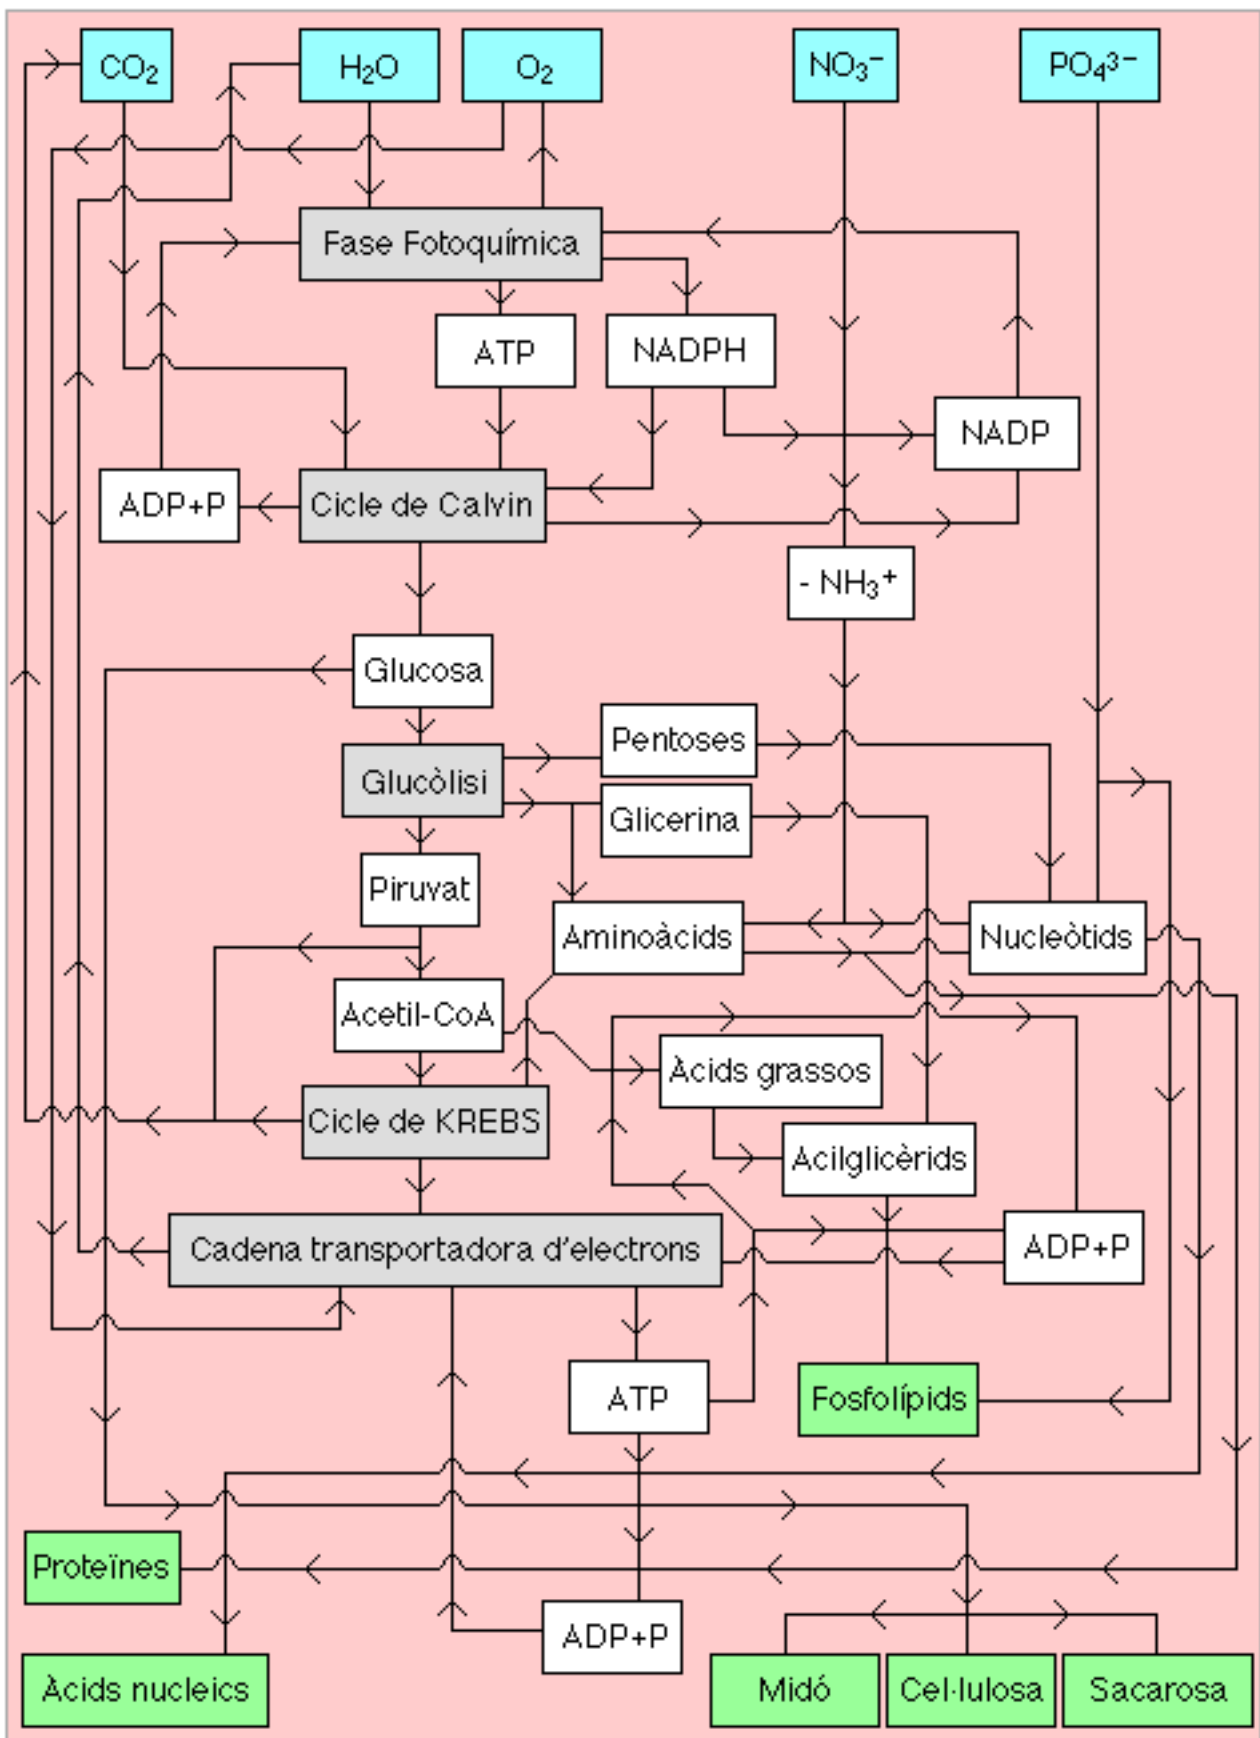 CO₂
H₂O
O₂
NO₃⁻
PO₄³⁻
Fase Fotoquímica
ATP
NADPH
NADP
ADP+P
Cicle de Calvin
- NH₃⁺
Glucosa
Pentoses
Glucòlisi
Glicerina
Piruvat
Aminoàcids
Nucleòtids
Acetil-CoA
Àcids grassos
Cicle de KREBS
Acilglicèrids
Cadena transportadora d'electrons
ADP+P
ATP
Fosfolípids
Proteïnes
ADP+P
Àcids nucleics
Midó
Cel·lulosa
Sacarosa